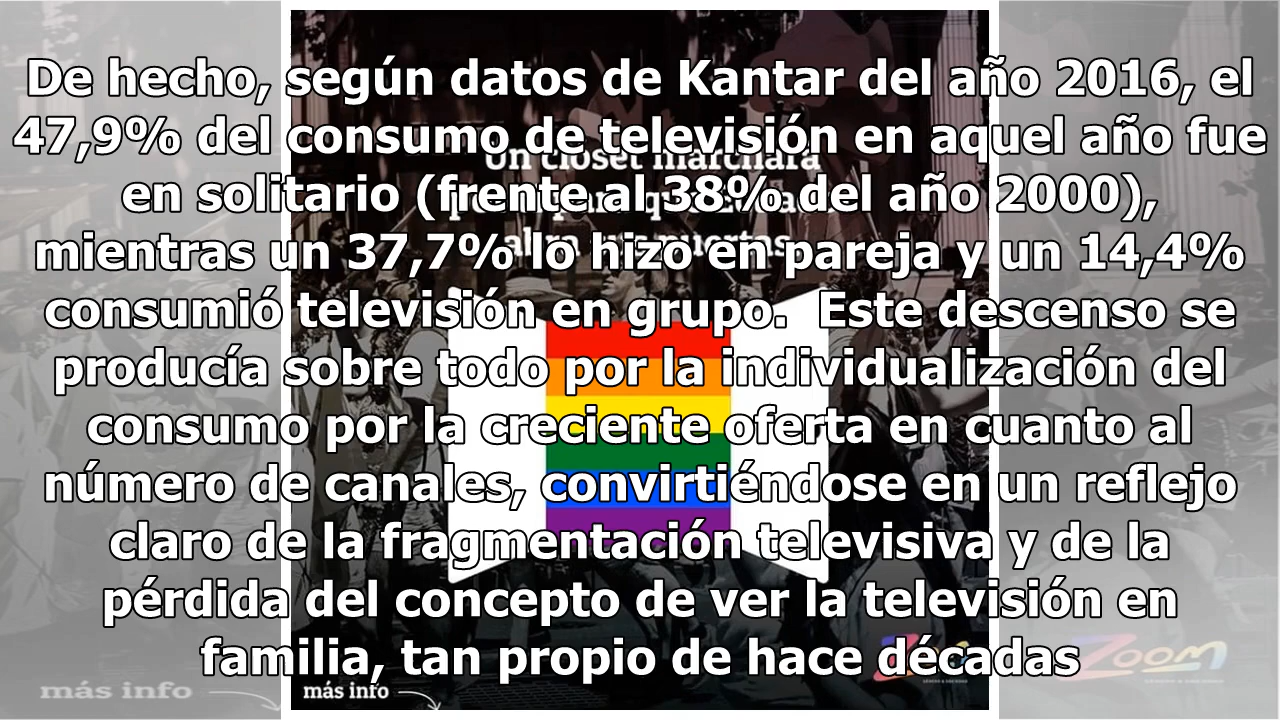 De hecho, según datos de Kantar del año 2016, el
47,9% del consumo de televisión en aquel año fue
en solitario (frente al 38% del año 2000),
mientras un 37,7% lo hizo en pareja y un 14,4%
consumió televisión en grupo.  Este descenso se
producía sobre todo por la individualización del
consumo por la creciente oferta en cuanto al
número de canales, convirtiéndose en un reflejo
claro de la fragmentación televisiva y de la
pérdida del concepto de ver la televisión en
familia, tan propio de hace décadas
Un closet marchará
puertas
más info
más info
Zoom